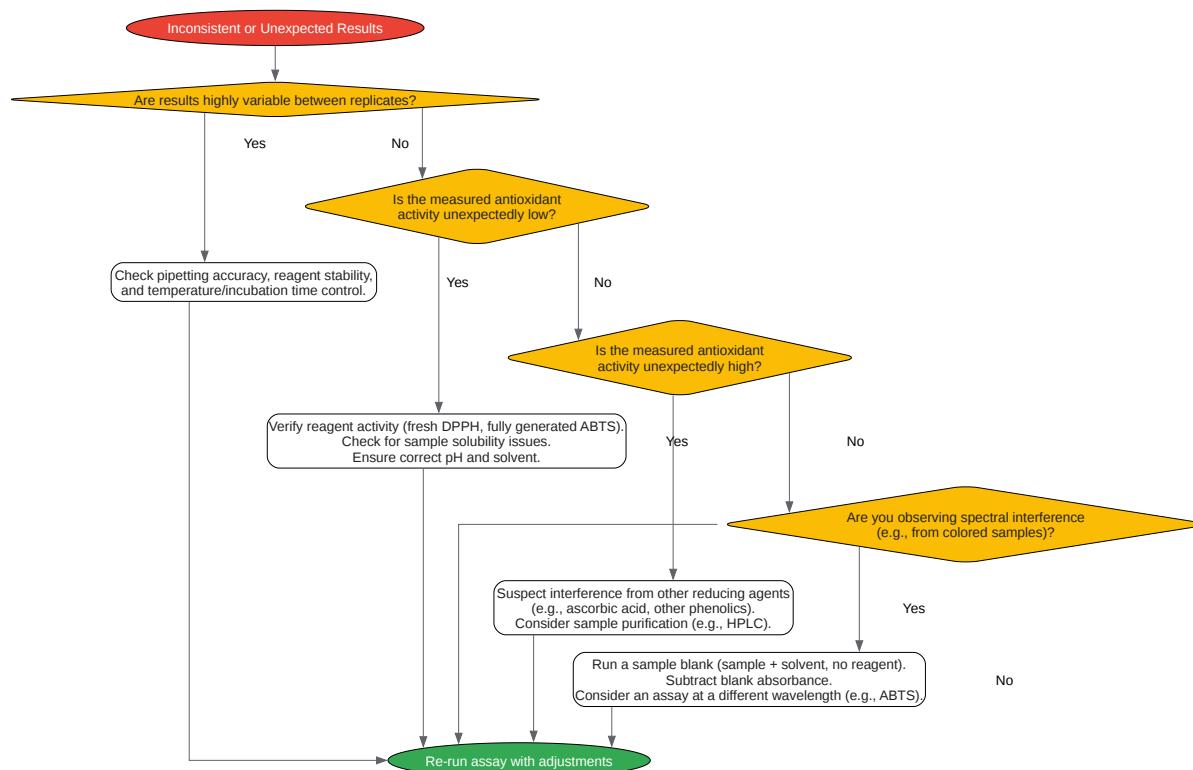 Inconsistent or Unexpected Results
Are results highly variable between replicates?
Yes
No
Is the measured antioxidant
activity unexpectedly low?
Check pipetting accuracy, reagent stability,
and temperature/incubation time control.
Yes
No
Is the measured antioxidant
activity unexpectedly high?
Verify reagent activity (fresh DPPH, fully generated ABTS).
Check for sample solubility issues.
Ensure correct pH and solvent.
Yes
No
Are you observing spectral interference
(e.g., from colored samples)?
Suspect interference from other reducing agents
(e.g., ascorbic acid, other phenolics).
Consider sample purification (e.g., HPLC).
Yes
Run a sample blank (sample + solvent, no reagent).
Subtract blank absorbance.
Consider an assay at a different wavelength (e.g., ABTS).
No
Re-run assay with adjustments